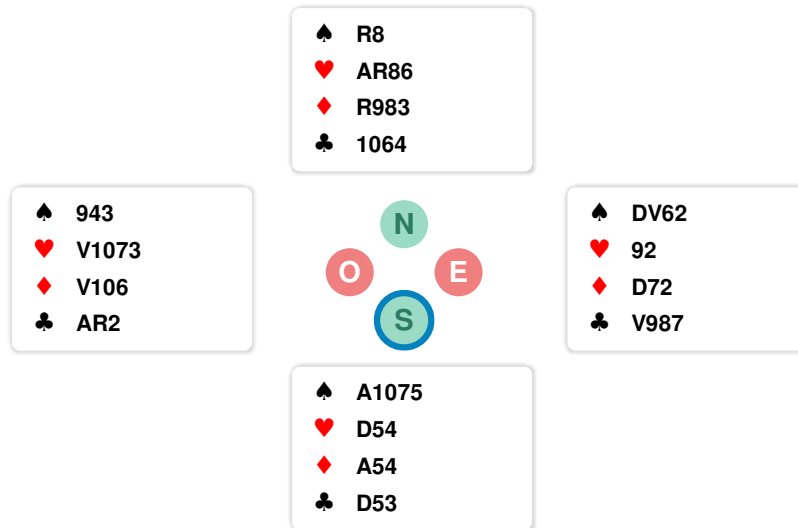 ♠ R8
♥ AR86
♦ R983
♣ 1064
♠ 943
♥ V1073
♦ V106
♣ AR2
N
O E
S
♠ DV62
♥ 92
♦ D72
♣ V987
♠ A1075
♥ D54
♦ A54
♣ D53